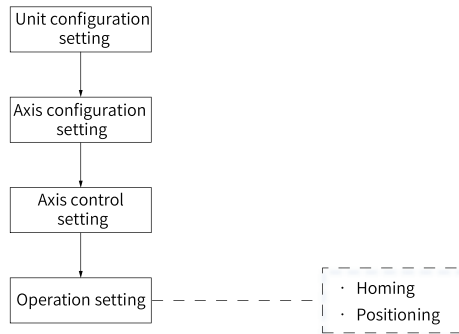 Unit configuration
setting
Axis configuration
setting
Axis control
setting
Operation setting
· Homing
· Positioning